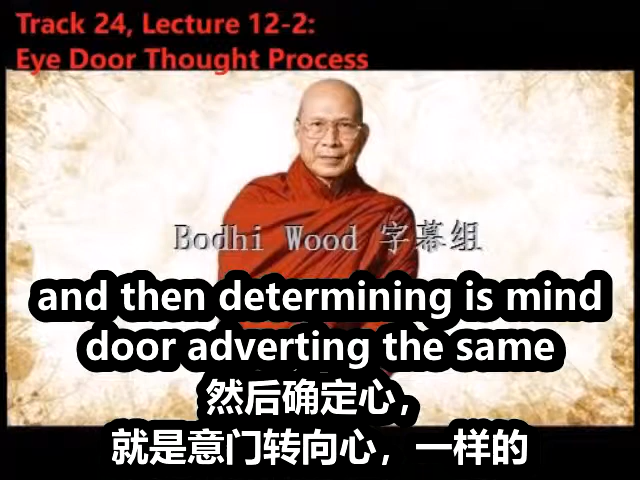 Track 24, Lecture 12-2:
Eye Door Thought Process
Bodhi Wood 字幕组
and then determining is mind
door adverting the same
然后确定心，
就是意门转向心，一样的